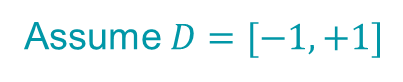 Assume D = [−1, +1]